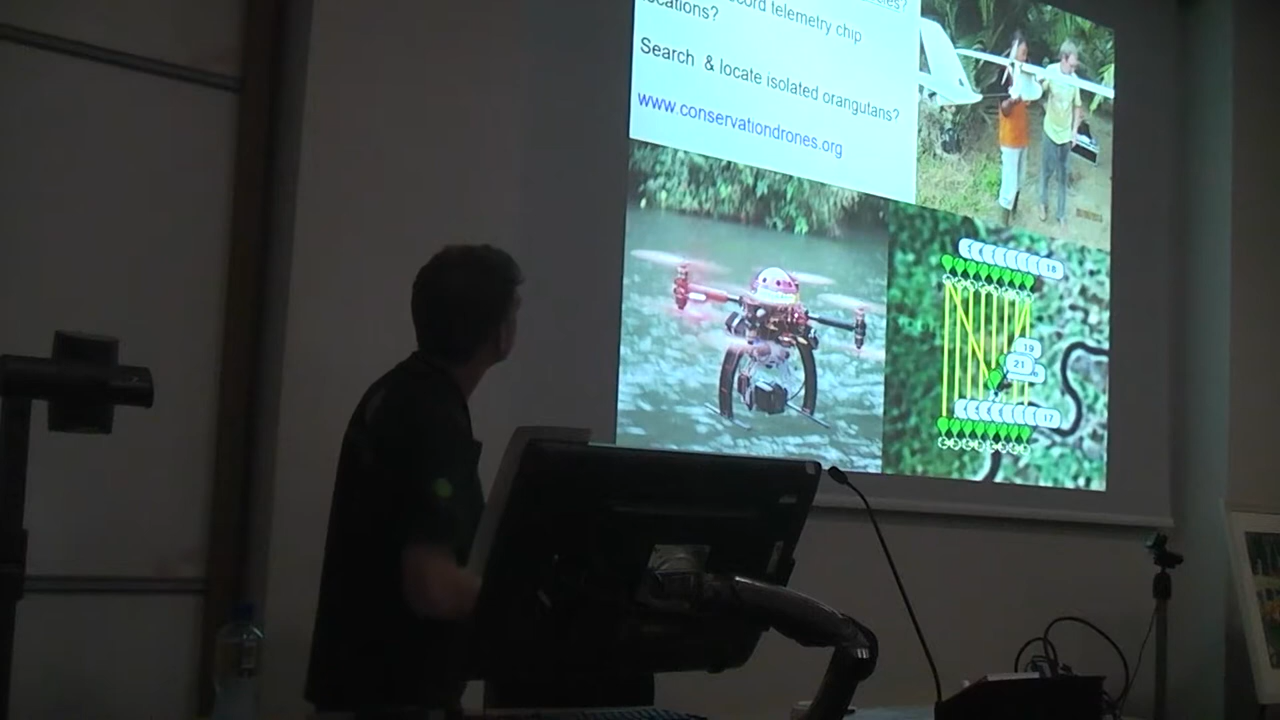 cord telemetry chip
locations?
Search & locate isolated orangutans?
www.conservationdrones.org
18
19
21
17